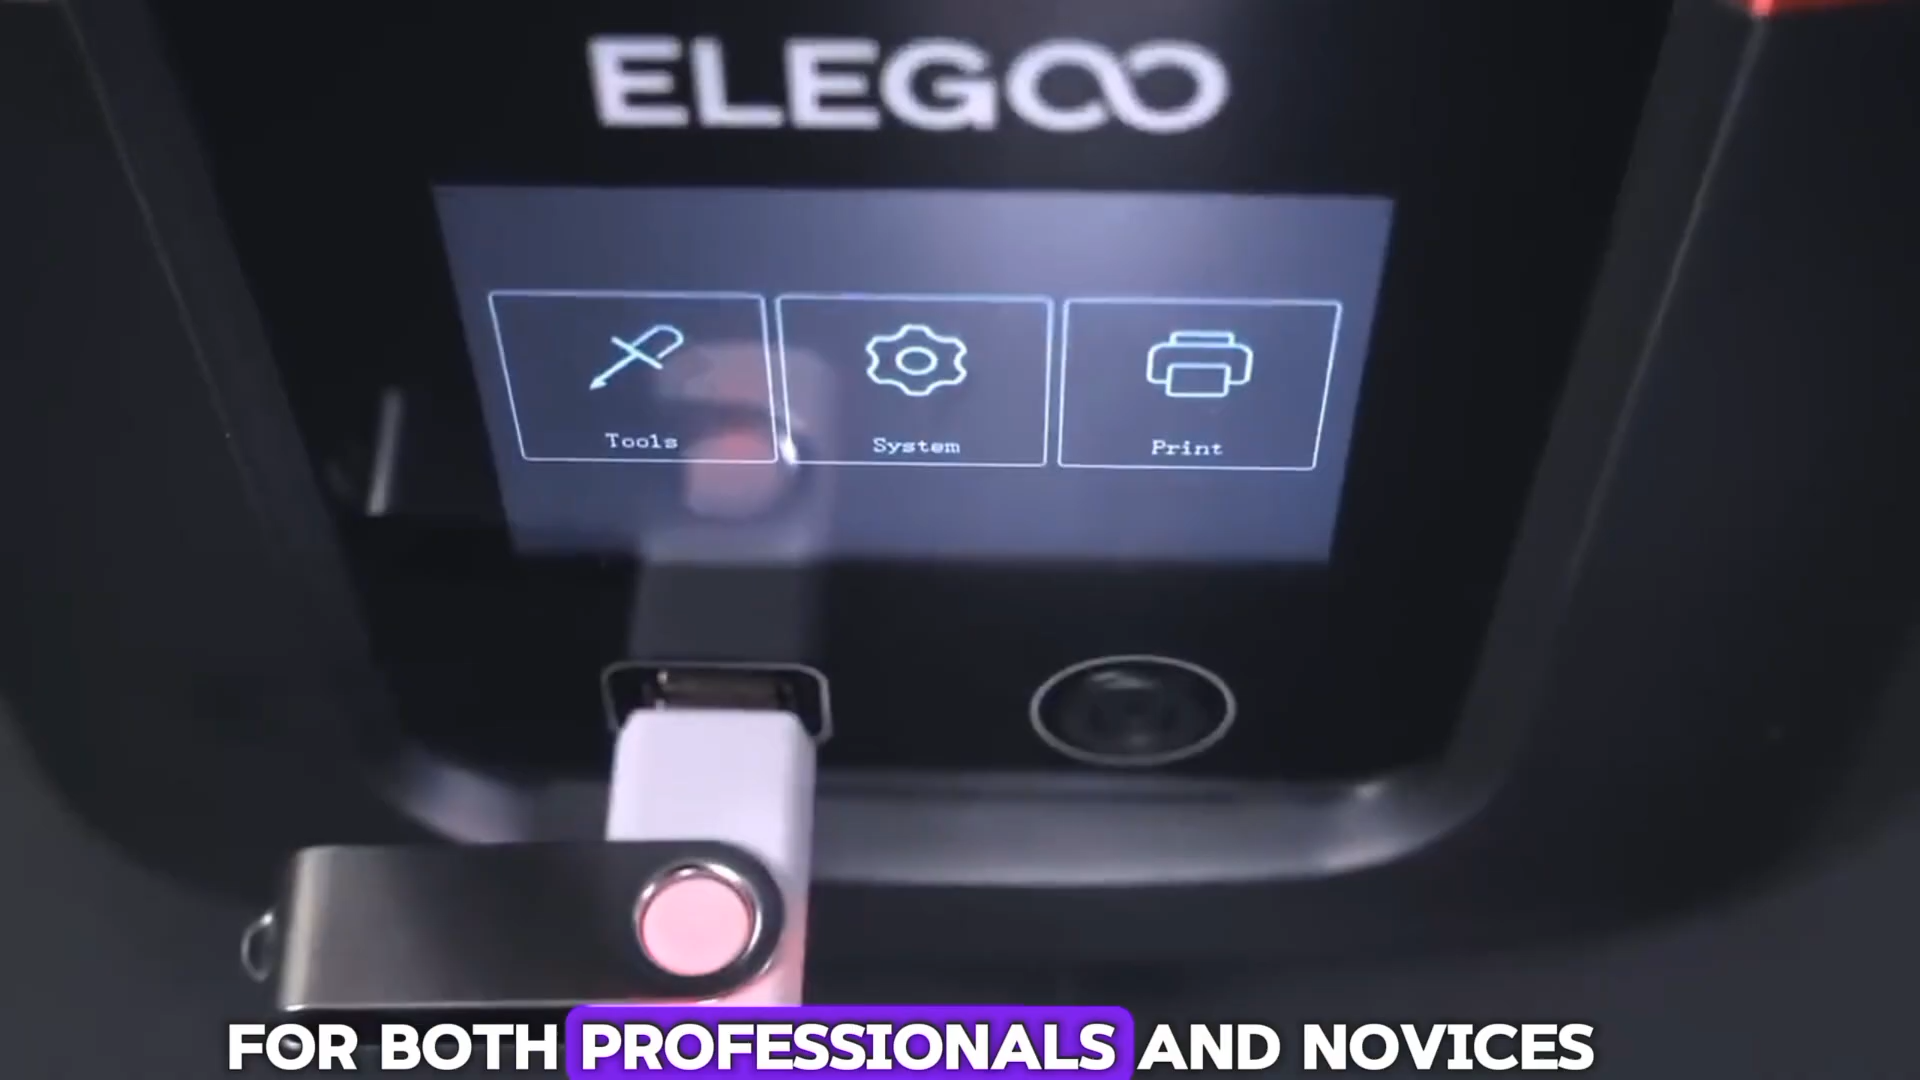 ELEGOO
Tools
System
Print
FOR BOTH PROFESSIONALS AND NOVICES